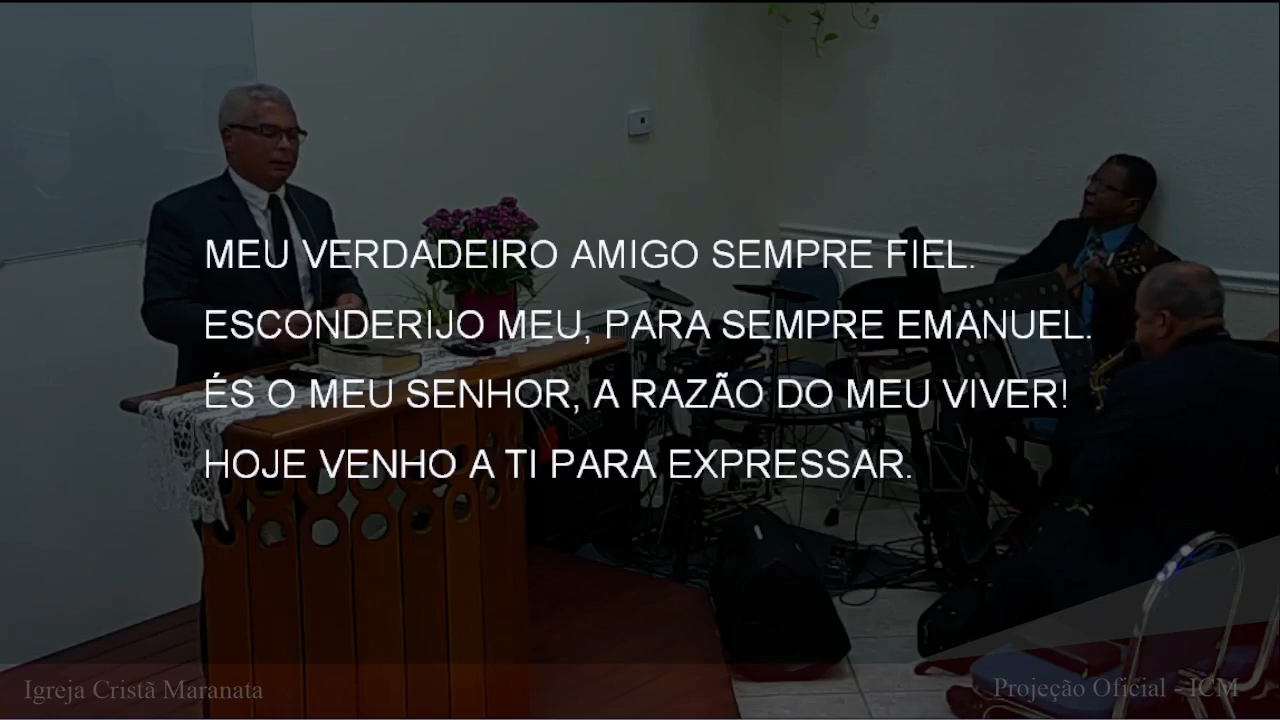 MEU VERDADEIRO AMIGO SEMPRE FIEL.
ESCONDERIJO MEU, PARA SEMPRE EMANUEL.
ÉS O MEU SENHOR, A RAZÃO DO MEU VIVER!
HOJE VENHO A TI PARA EXPRESSAR.
Igreja Cristã Maranata
Projeção Oficial - ICM